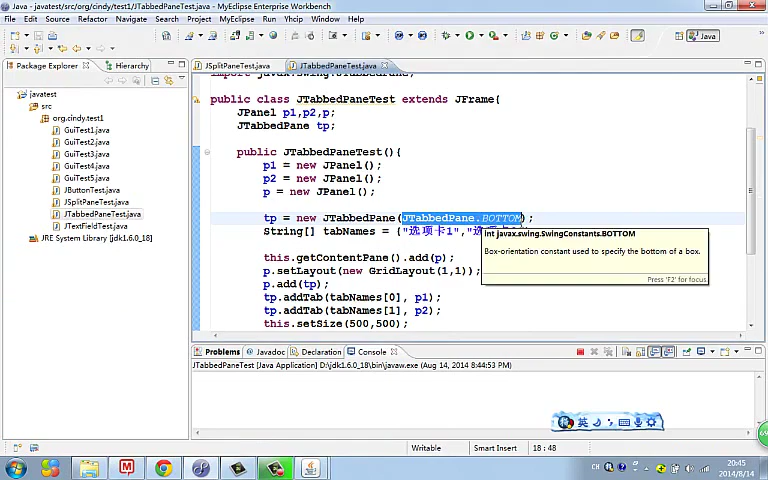 Java - javatest/src/org/cindy/test1/JTabbedPaneTest.java - MyEclipse Enterprise Workbench
File Edit Source Refactor Navigate Search Project MyEclipse Run Yhcip Window Help
Java
Package Explorer Hierarchy
javatest
src
org.cindy.test1
GuiTest1.java
GuiTest2.java
GuiTest3.java
GuiTest4.java
GuiTest5.java
JButtonTest.java
JSplitPaneTest.java
JTabbedPaneTest.java
JTextFieldTest.java
JRE System Library [jdk1.6.0_18]
JSplitPaneTest.java JTabbedPaneTest.java
public class JTabbedPaneTest extends JFrame{
JPanel p1,p2,p;
JTabbedPane tp;
public JTabbedPaneTest(){
p1 = new JPanel();
p2 = new JPanel();
p = new JPanel();
tp = new JTabbedPane(JTabbedPane.BOTTOM);
String[] tabNames = {"选项卡1","选
int javax.swing.SwingConstants.BOTTOM
Box-orientation constant used to specify the bottom of a box.
Press 'F2' for focus
this.getContentPane().add(p);
p.setLayout(new GridLayout(1,1));
p.add(tp);
tp.addTab(tabNames[0], p1);
tp.addTab(tabNames[1], p2);
this.setSize(500,500);
Problems @ Javadoc Declaration Console
JTabbedPaneTest [Java Application] D:\jdk1.6.0_18\bin\javaw.exe (Aug 14, 2014 8:44:53 PM)
英
Writable Smart Insert 18 : 48
CH
20:45
2014/8/14